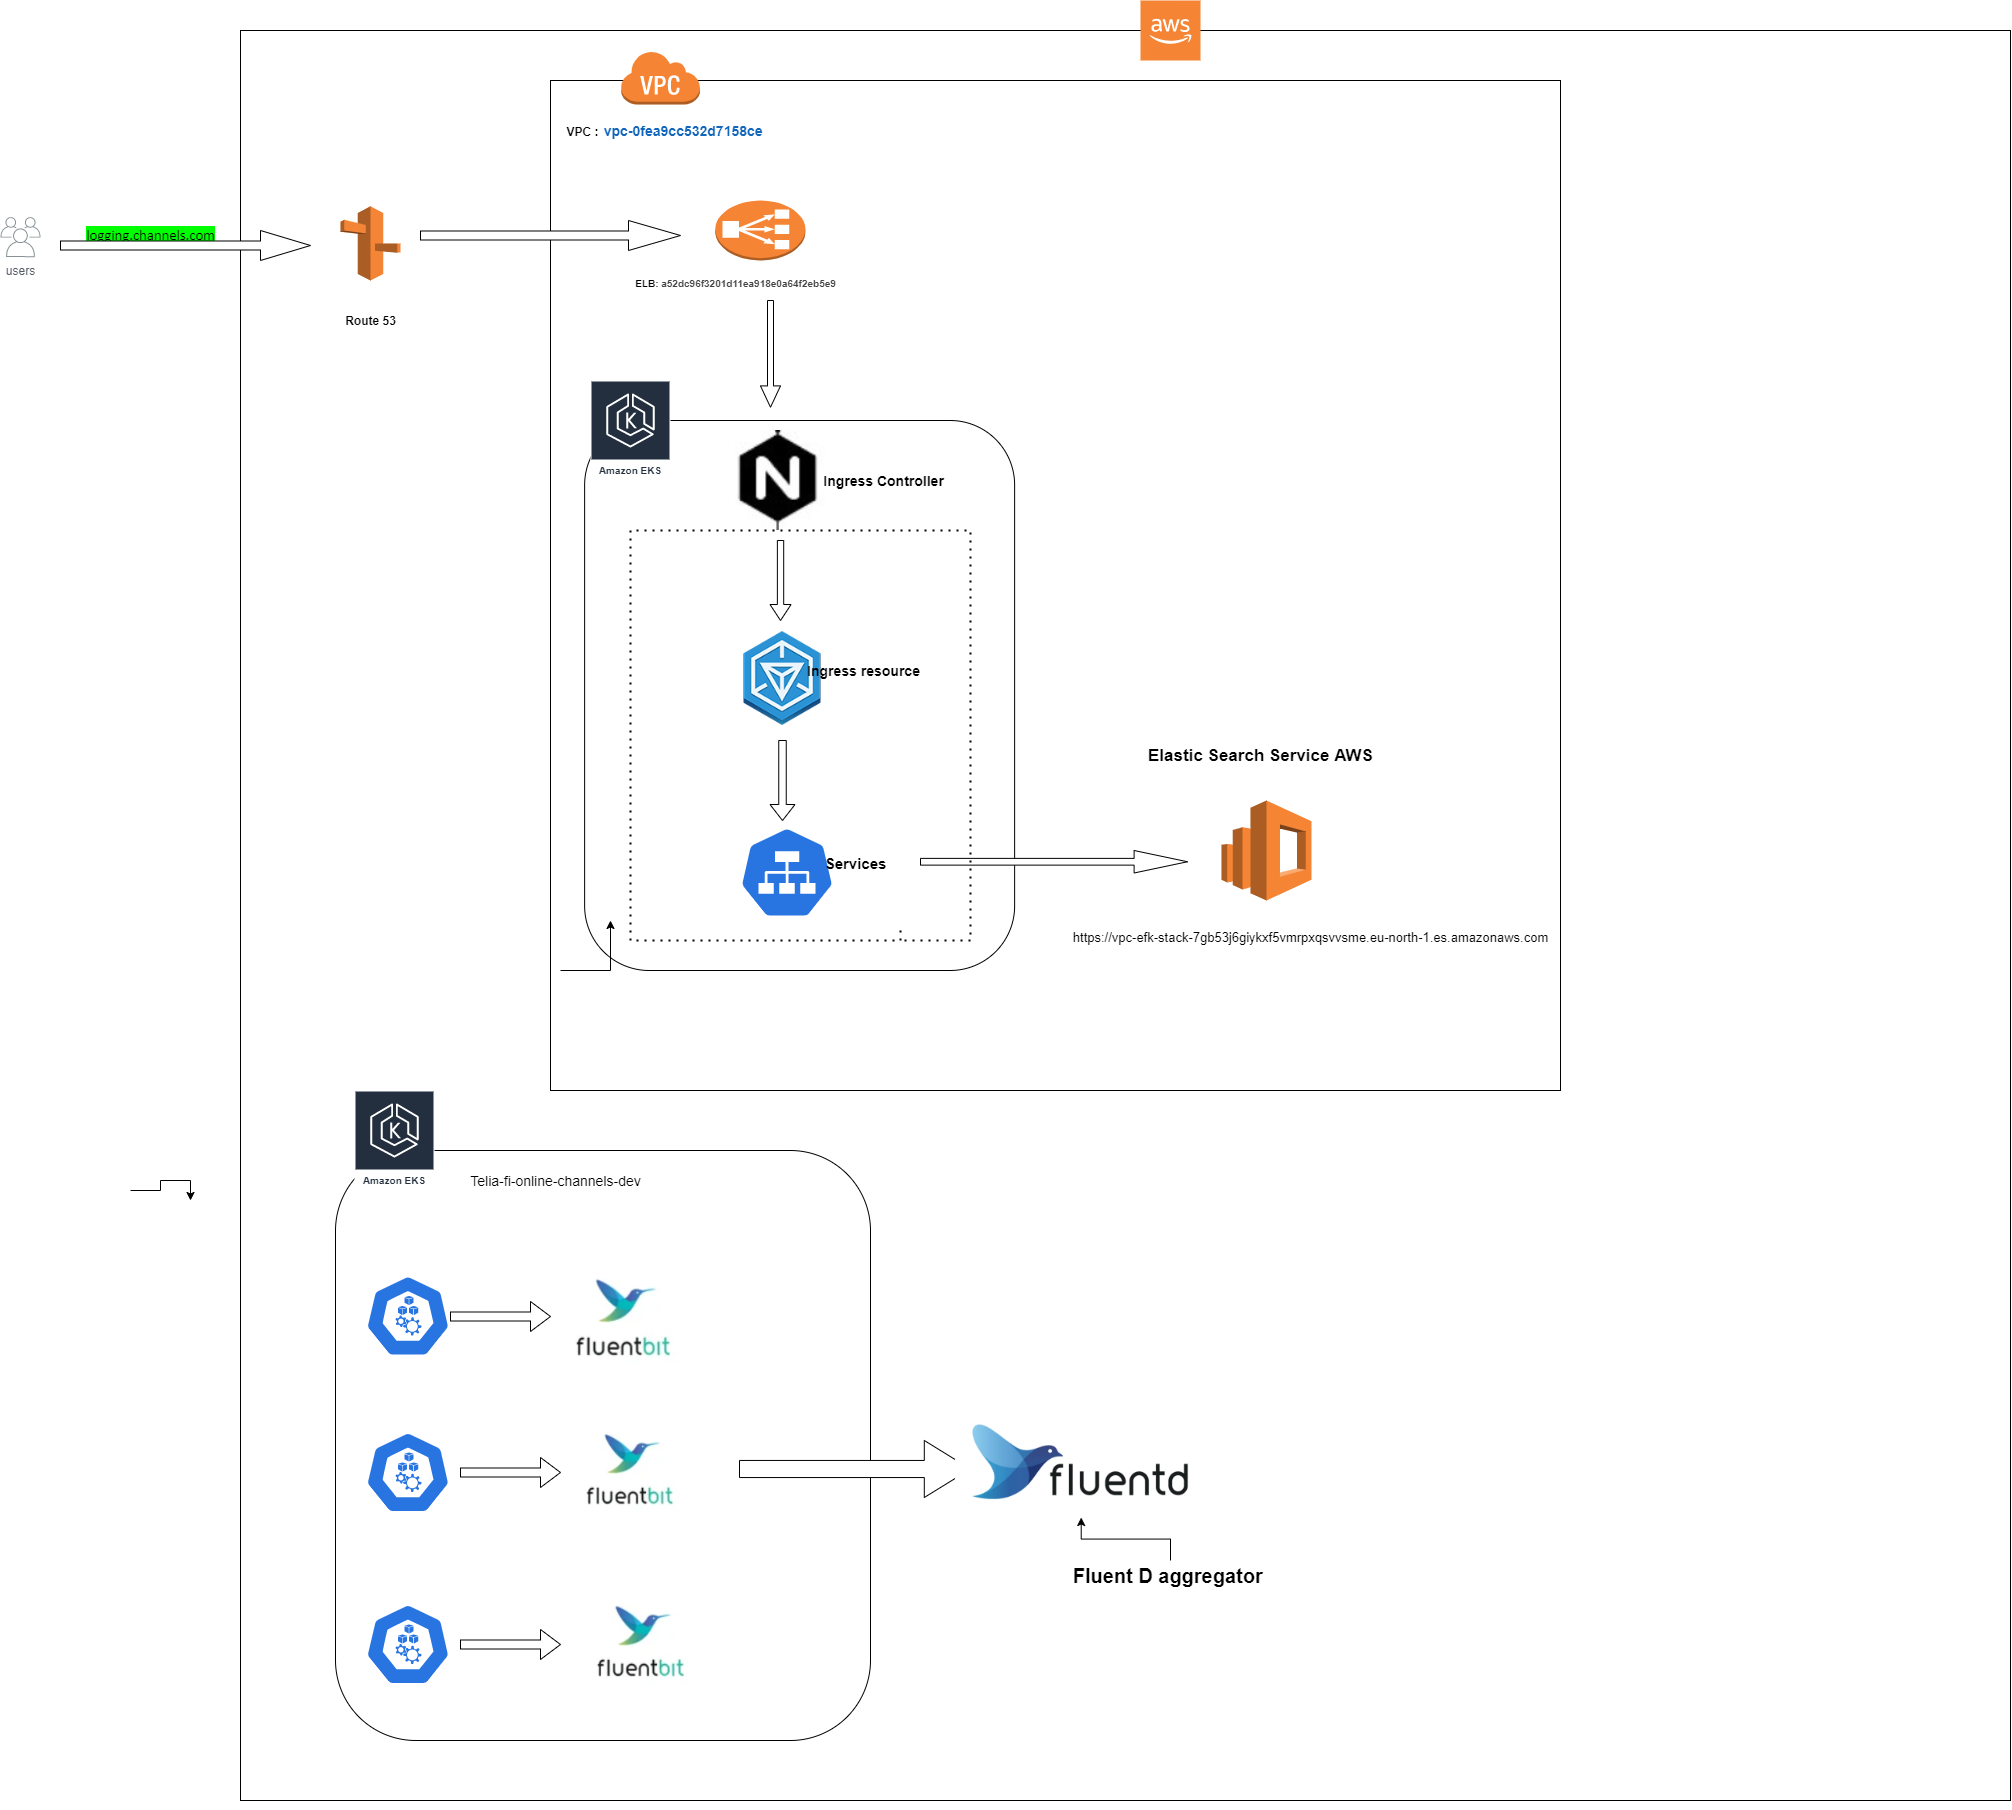 aws
VPC
VPC : vpc-0fea9cc532d7158ce
logging.channels.com
users
Route 53
ELB: a52dc96f3201d11ea918e0a64f2eb5e9
K
Amazon EKS
N
Ingress Controller
Ingress resource
Elastic Search Service AWS
Services
https://vpc-efk-stack-7gb53j6giykxf5vmrpxqsvvsme.eu-north-1.es.amazonaws.com
K
Amazon EKS
Telia-fi-online-channels-dev
fluentbit
fluentbit
fluentd
Fluent D aggregator
fluentbit